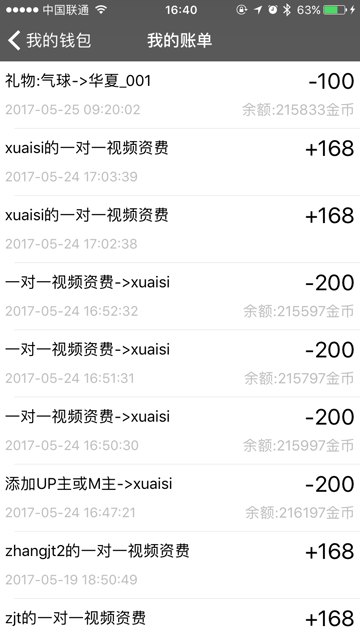 中国联通 16:40 63%
我的钱包 我的账单
礼物:气球->华夏_001 -100
2017-05-25 09:20:02 余额:215833金币
xuaisi的一对一视频资费 +168
2017-05-24 17:03:39
xuaisi的一对一视频资费 +168
2017-05-24 17:02:38
一对一视频资费->xuaisi -200
2017-05-24 16:52:32 余额:215597金币
一对一视频资费->xuaisi -200
2017-05-24 16:51:31 余额:215797金币
一对一视频资费->xuaisi -200
2017-05-24 16:50:30 余额:215997金币
添加UP主或M主->xuaisi -200
2017-05-24 16:47:21 余额:216197金币
zhangjt2的一对一视频资费 +168
2017-05-19 18:50:49
zjt的一对一视频资费 +168